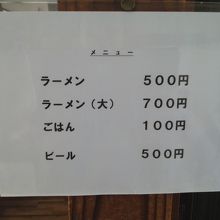 メニュー
ラーメン　５００円
ラーメン（大）　７００円
ごはん　１００円
ビール　５００円